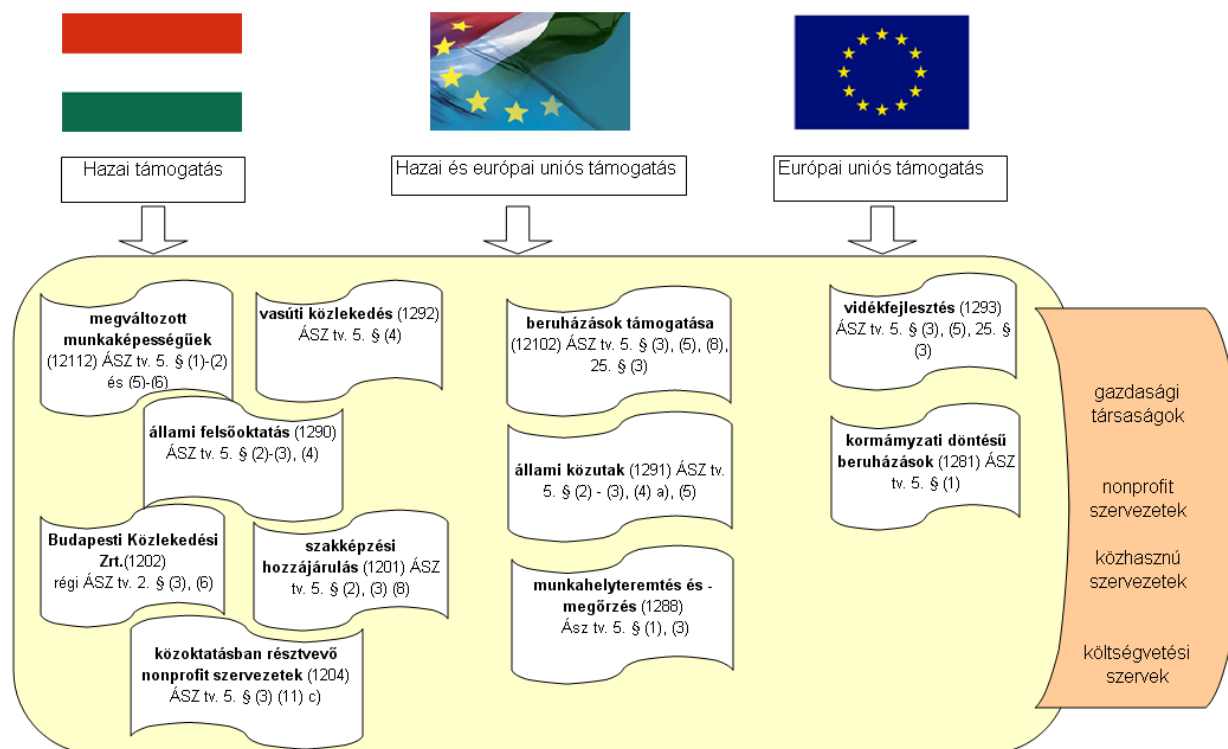 Hazai támogatás
Hazai és európai uniós támogatás
Európai uniós támogatás
megváltozott
munkaképességűek
(12112) ÁSZ tv. 5. § (1)-(2)
és (5)-(6)
vasúti közlekedés (1292)
ÁSZ tv. 5. § (4)
állami felsőoktatás (1290)
ÁSZ tv. 5. § (2)-(3), (4)
Budapesti Közlekedési
Zrt.(1202)
régi ÁSZ tv. 2. § (3), (6)
szakképzési
hozzájárulás (1201) ÁSZ
tv. 5. § (2), (3) (8)
közoktatásban résztvevő
nonprofit szervezetek (1204)
ÁSZ tv. 5. § (3) (11) c)
beruházások támogatása
(12102) ÁSZ tv. 5. § (3), (5), (8),
25. § (3)
állami közutak (1291) ÁSZ tv.
5. § (2) - (3), (4) a), (5)
munkahelyteremtés és -
megőrzés (1288)
Ász tv. 5. § (1), (3)
vidékfejlesztés (1293)
ÁSZ tv. 5. § (3), (5), 25. §
(3)
kormámyzati döntésű
beruházások (1281) ÁSZ
tv. 5. § (1)
gazdasági
társaságok
nonprofit
szervezetek
közhasznú
szervezetek
költségvetési
szervek